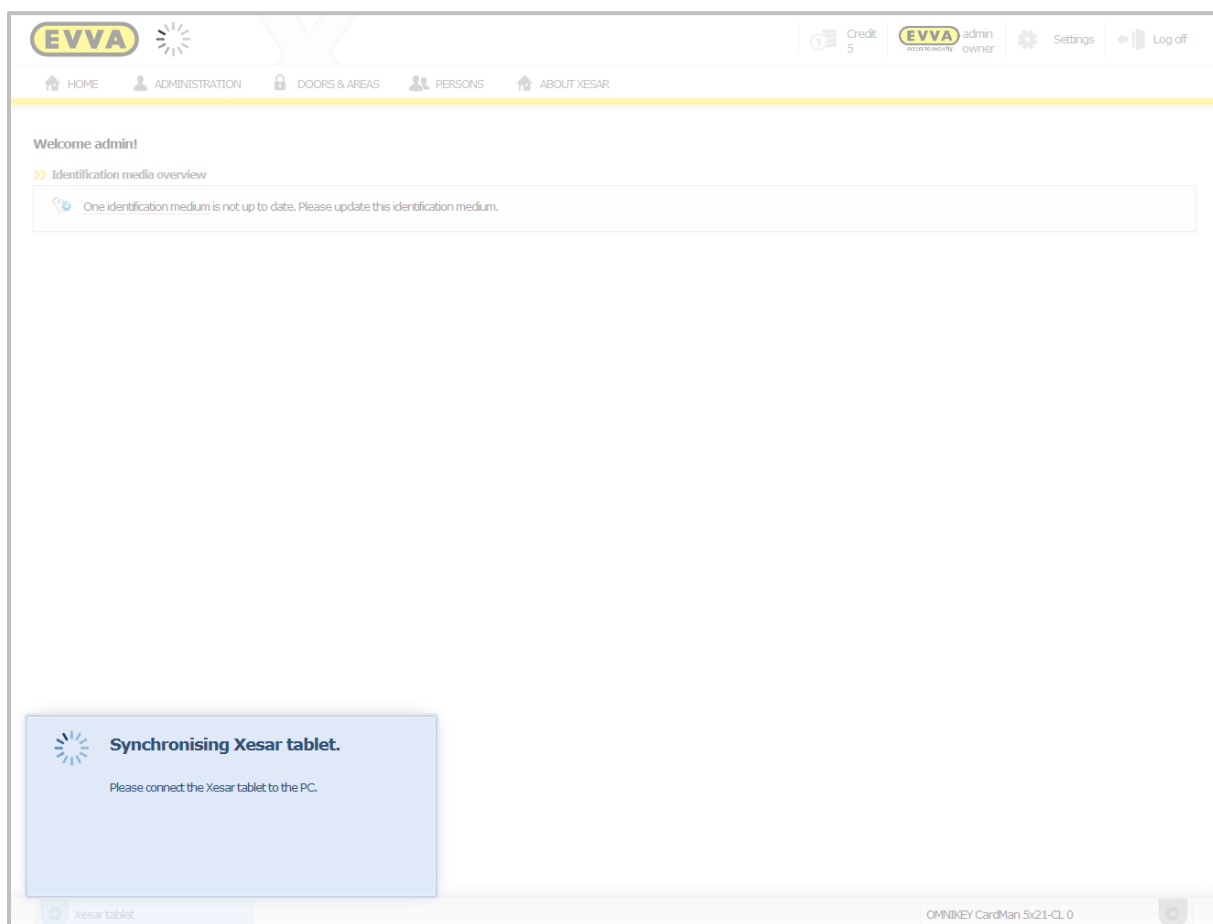 EVVA
Credit
5
EVVA
access to security
admin
owner
Settings
Log off
HOME
ADMINISTRATION
DOORS & AREAS
PERSONS
ABOUT XESAR
Welcome admin!
Identification media overview
One identification medium is not up to date. Please update this identification medium.
Synchronising Xesar tablet.
Please connect the Xesar tablet to the PC.
Xesar tablet
OMNIKEY CardMan 5x21-CL 0